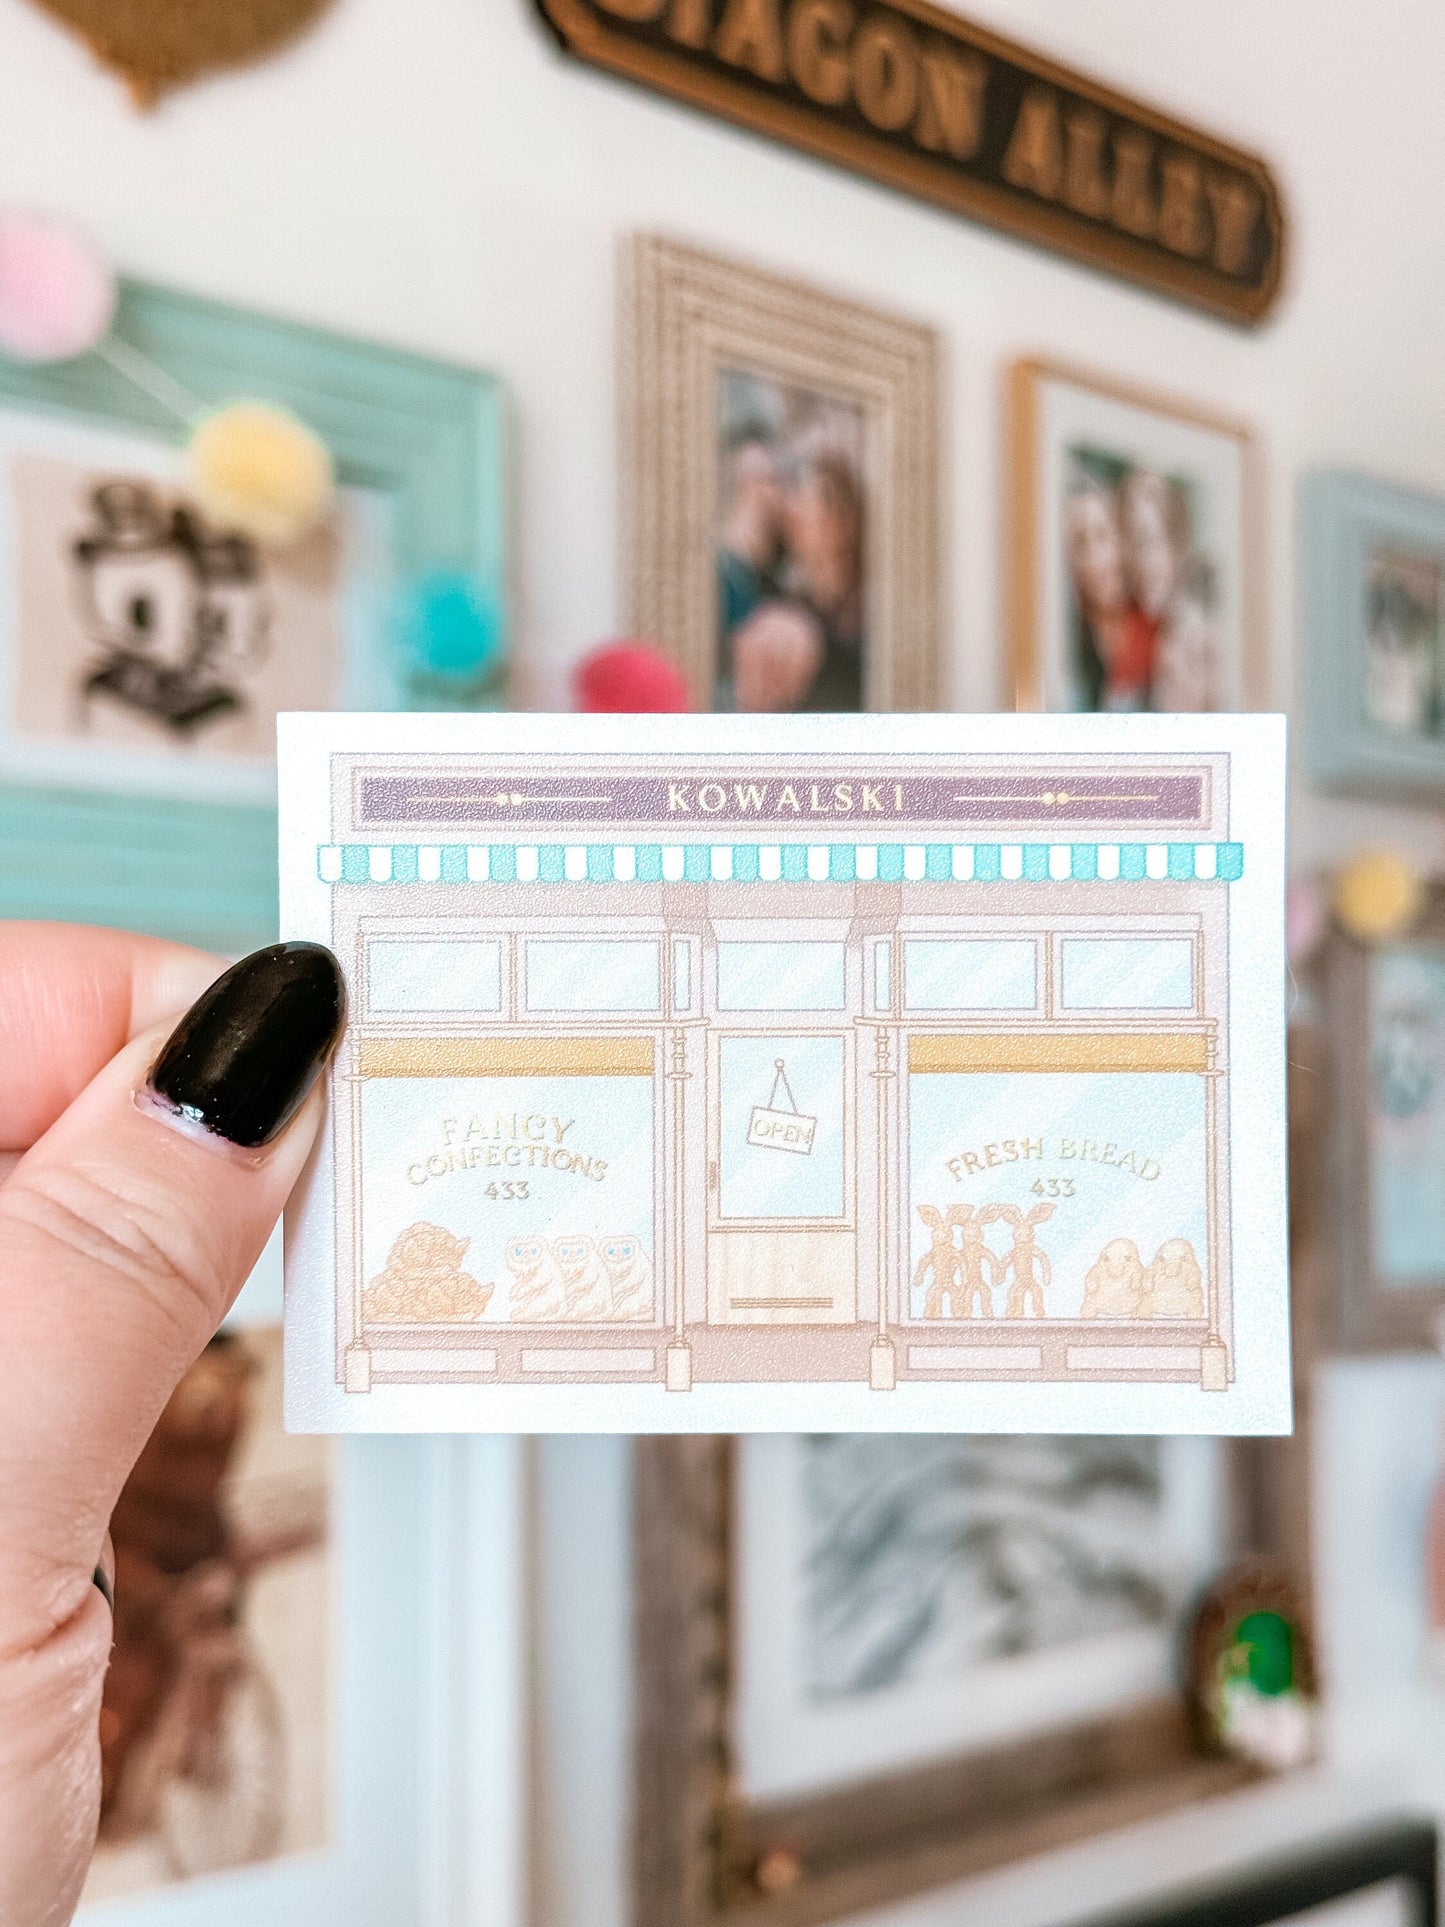 DIAGON ALLEY
KOWALSKI
FANCY
CONFECTIONS
433
OPEN
FRESH BREAD
433